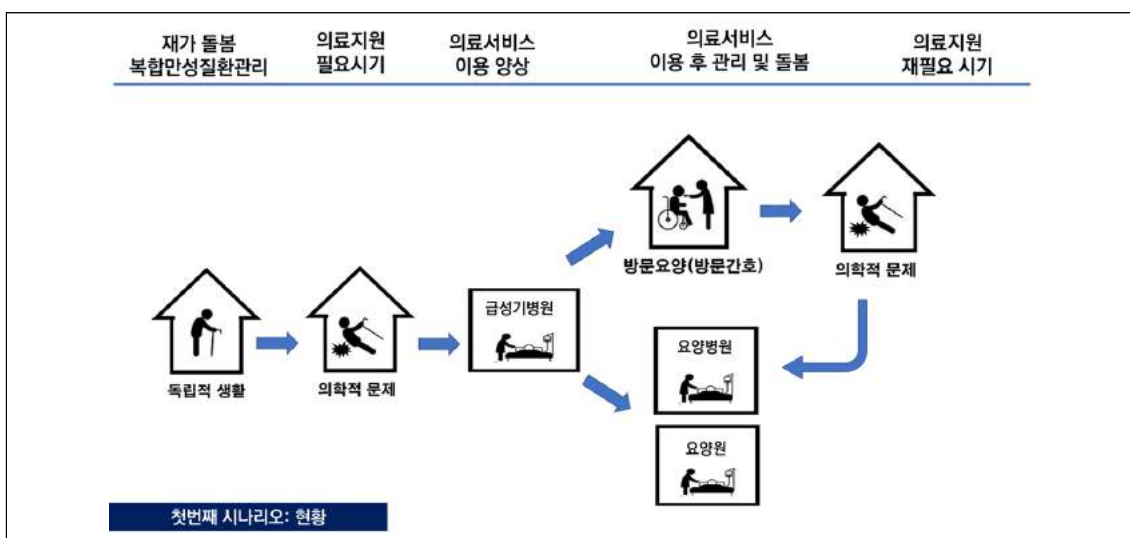 재가 돌봄
복합만성질환관리
의료지원
필요시기
의료서비스
이용 양상
의료서비스
이용 후 관리 및 돌봄
의료지원
재필요 시기
방문요양(방문간호)
의학적 문제
급성기병원
독립적 생활
의학적 문제
요양병원
요양원
첫번째 시나리오: 현황